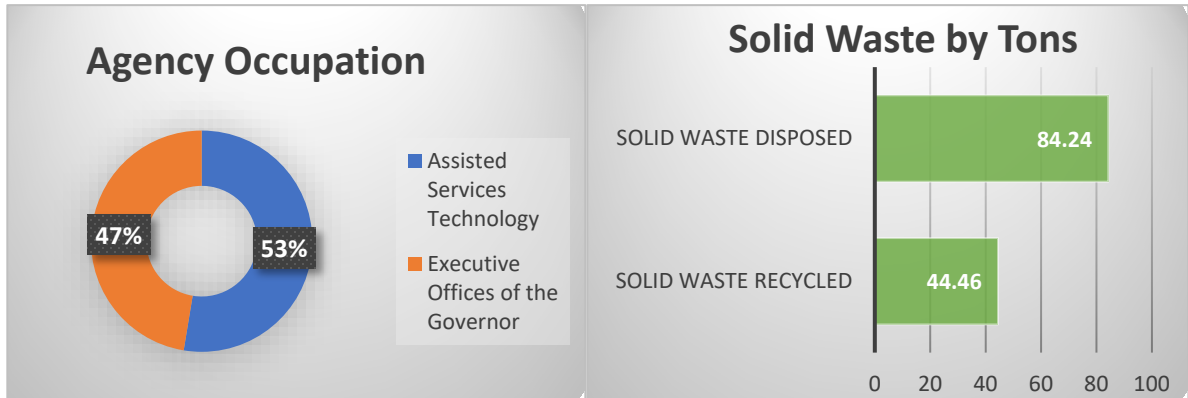 Agency Occupation
47%
53%
Assisted
Services
Technology
Executive
Offices of the
Governor
Solid Waste by Tons
SOLID WASTE DISPOSED
84.24
SOLID WASTE RECYCLED
44.46
0 20 40 60 80 100